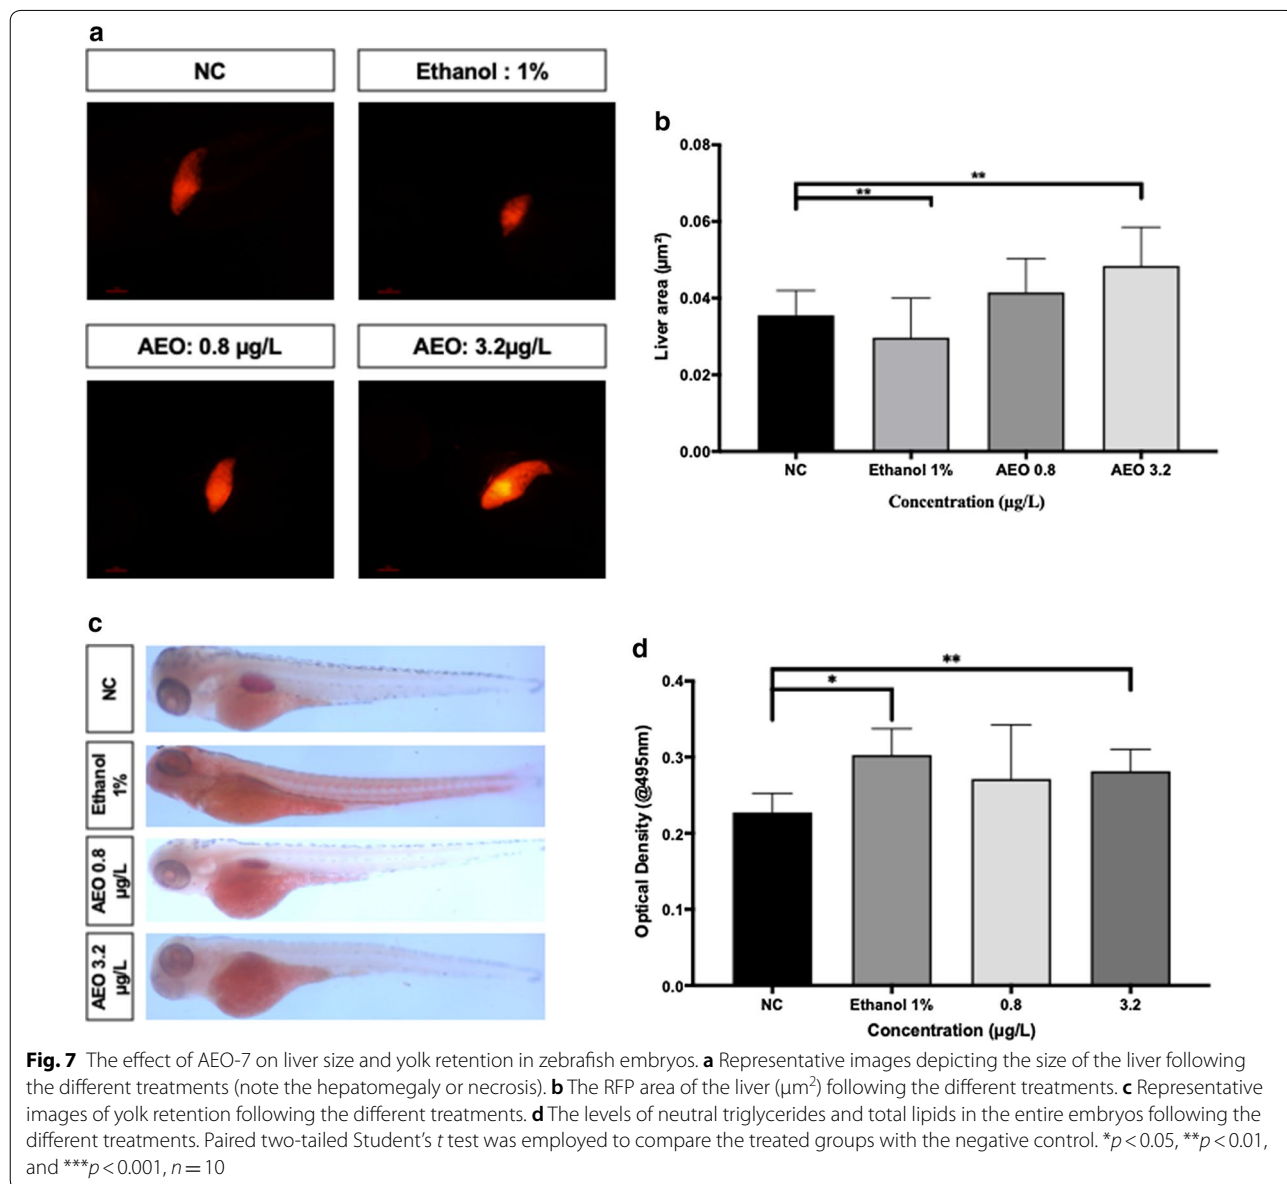 a
NC
Ethanol : 1%
AEO: 0.8 µg/L
AEO: 3.2µg/L
b
0.08
0.06
0.04
0.02
0.00
Liver area (µm²)
**
**
NC
Ethanol 1%
AEO 0.8
AEO 3.2
Concentration (µg/L)
c
NC
Ethanol
1%
AEO 0.8
µg/L
AEO 3.2
µg/L
d
0.4
0.3
0.2
0.1
0.0
Optical Density (@495nm)
**
*
NC
Ethanol 1%
0.8
3.2
Concentration (µg/L)
Fig. 7 The effect of AEO-7 on liver size and yolk retention in zebrafish embryos. a Representative images depicting the size of the liver following
the different treatments (note the hepatomegaly or necrosis). b The RFP area of the liver (µm²) following the different treatments. c Representative
images of yolk retention following the different treatments. d The levels of neutral triglycerides and total lipids in the entire embryos following the
different treatments. Paired two-tailed Student's t test was employed to compare the treated groups with the negative control. *p < 0.05, **p < 0.01,
and ***p < 0.001, n = 10